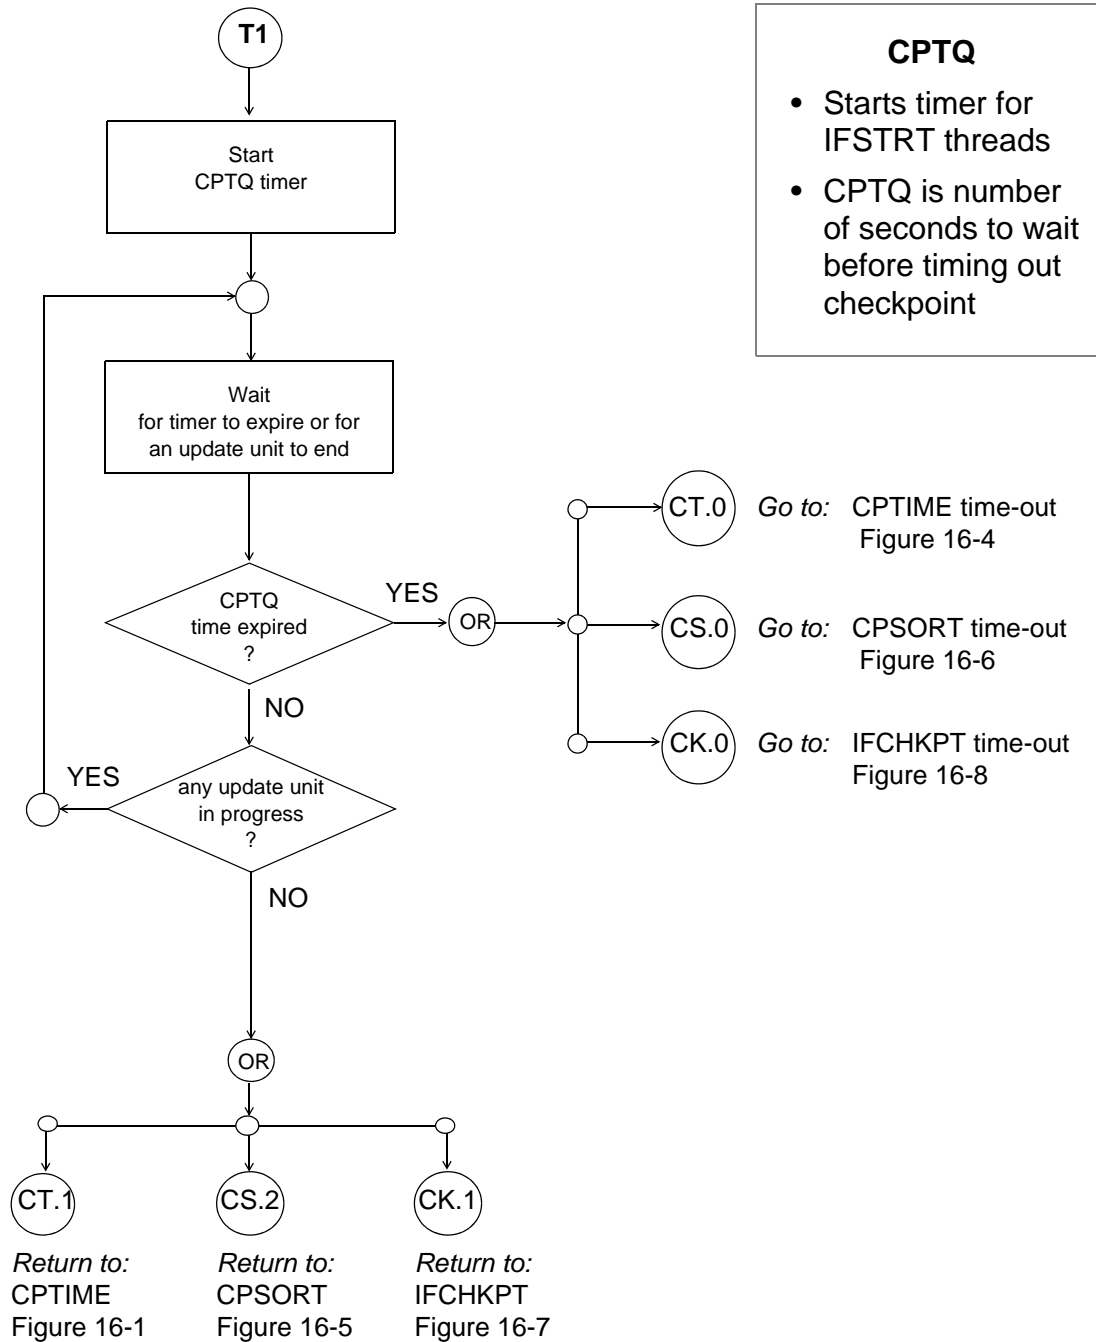 T1
CPTQ
• Starts timer for
IFSTRT threads
• CPTQ is number
of seconds to wait
before timing out
checkpoint
Start
CPTQ timer
Wait
for timer to expire or for
an update unit to end
CPTQ
time expired
?
YES
OR
CT.0 Go to: CPTIME time-out
Figure 16-4
CS.0 Go to: CPSORT time-out
Figure 16-6
CK.0 Go to: IFCHKPT time-out
Figure 16-8
NO
YES
any update unit
in progress
?
NO
OR
CT.1
CS.2
CK.1
Return to:
CPTIME
Figure 16-1
Return to:
CPSORT
Figure 16-5
Return to:
IFCHKPT
Figure 16-7